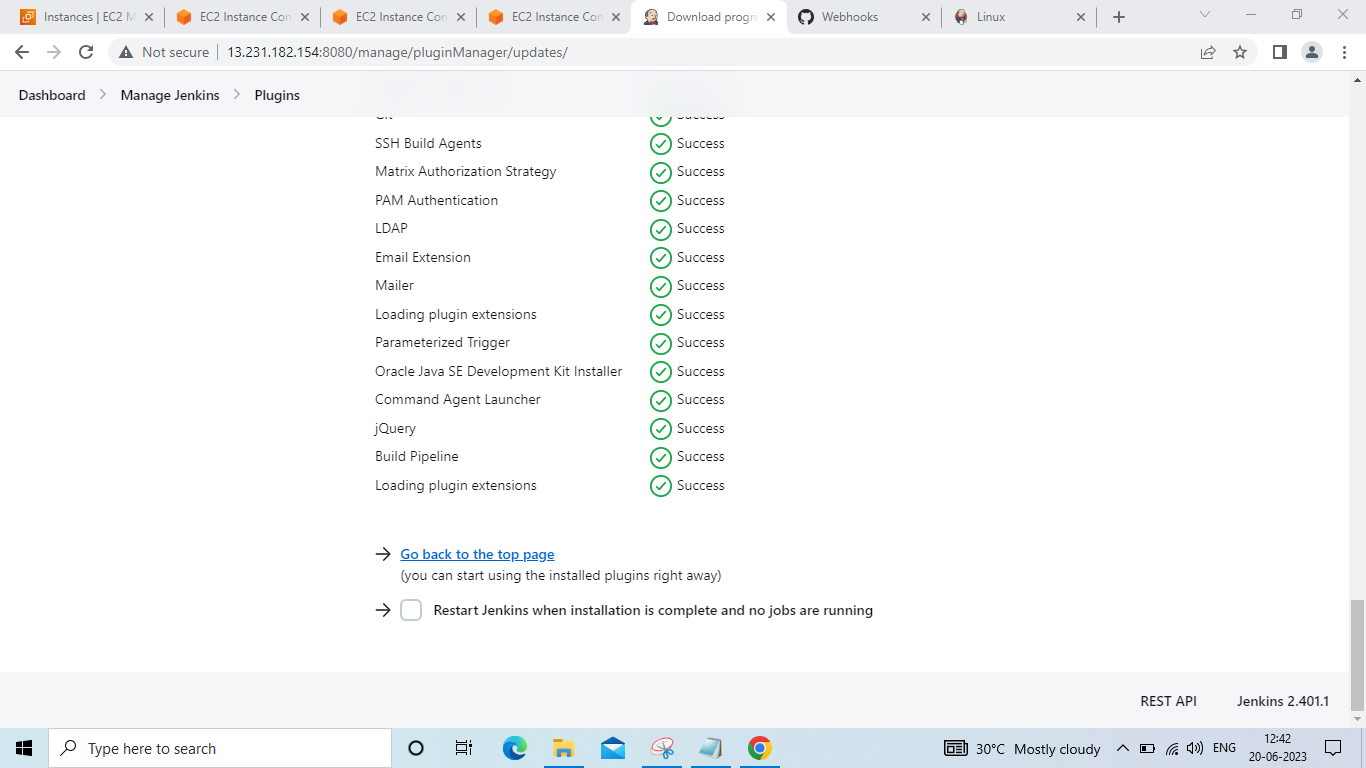 Instances | EC2 M
EC2 Instance Con
EC2 Instance Con
EC2 Instance Con
Download progre
Webhooks
Linux
Not secure
13.231.182.154:8080/manage/pluginManager/updates/
Dashboard
Manage Jenkins
Plugins
Git Success
SSH Build Agents Success
Matrix Authorization Strategy Success
PAM Authentication Success
LDAP Success
Email Extension Success
Mailer Success
Loading plugin extensions Success
Parameterized Trigger Success
Oracle Java SE Development Kit Installer Success
Command Agent Launcher Success
jQuery Success
Build Pipeline Success
Loading plugin extensions Success
Go back to the top page
(you can start using the installed plugins right away)
Restart Jenkins when installation is complete and no jobs are running
REST API
Jenkins 2.401.1
Type here to search
30°C Mostly cloudy
ENG
12:42
20-06-2023